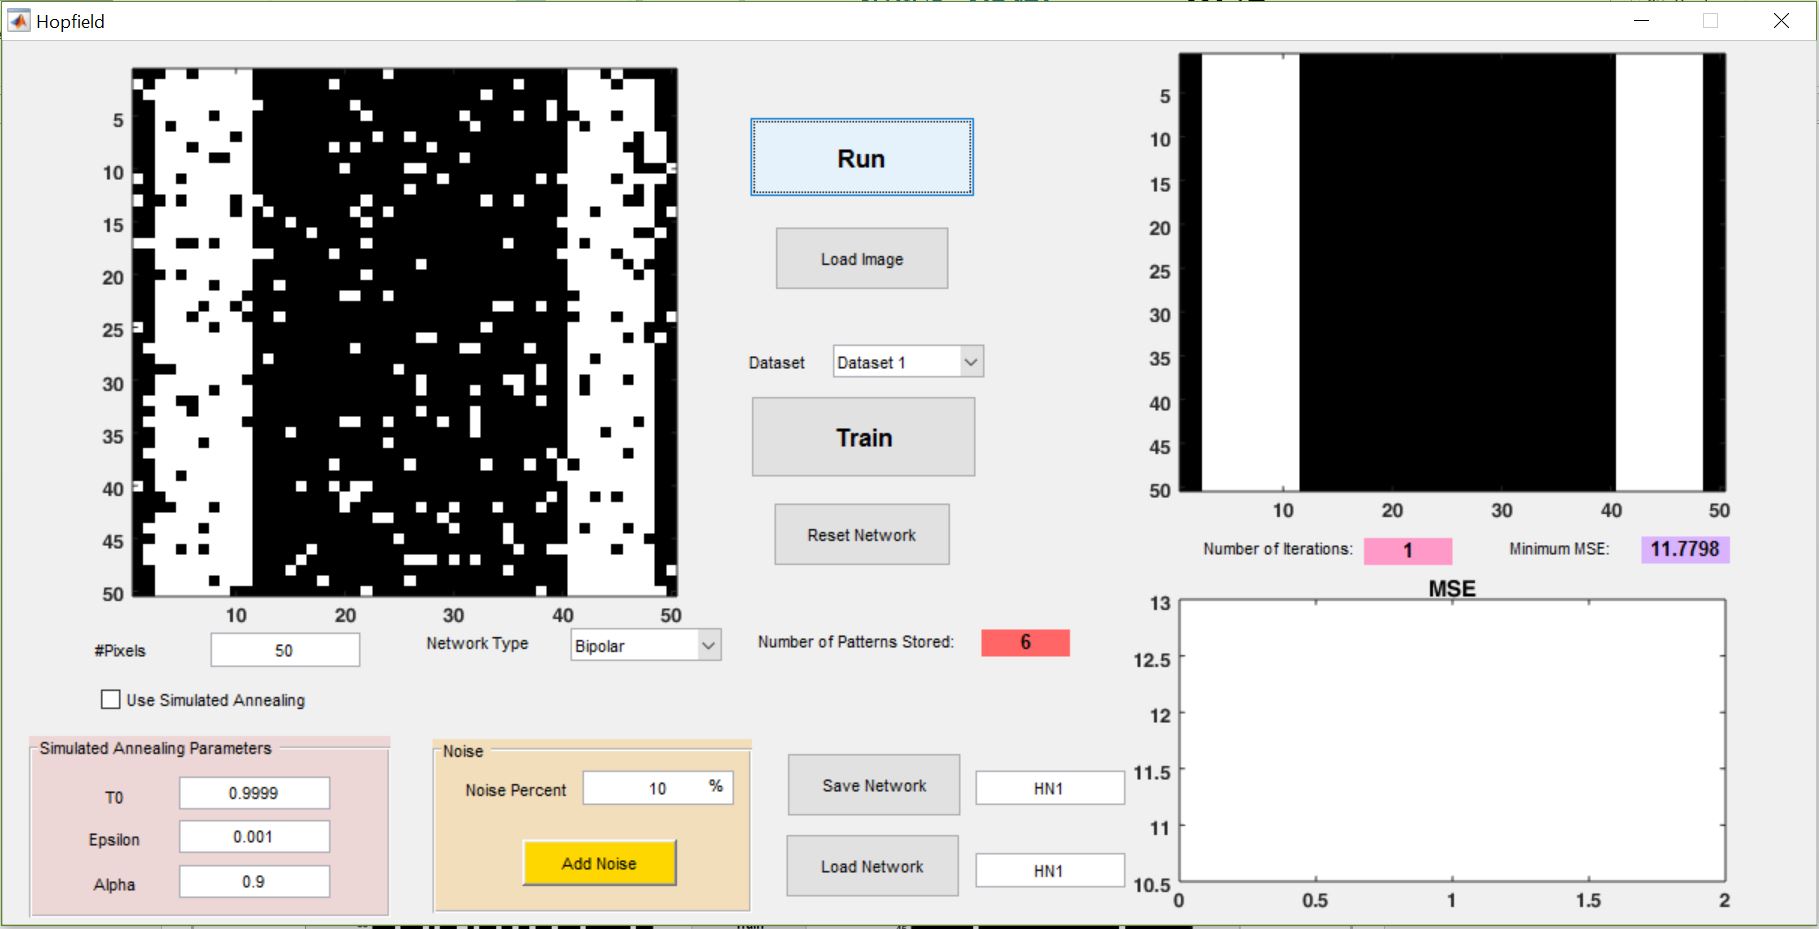 Hopfield
5
10
15
20
25
30
35
40
45
50
10 20 30 40 50
Run
Load Image
Dataset Dataset 1
Train
Reset Network
5
10
15
20
25
30
35
40
45
50
10 20 30 40 50
Number of Iterations: 1 Minimum MSE: 11.7798
#Pixels 50 Network Type Bipolar Number of Patterns Stored: 6
Use Simulated Annealing
Simulated Annealing Parameters
T0 0.9999
Epsilon 0.001
Alpha 0.9
Noise
Noise Percent 10 %
Add Noise
Save Network HN1
Load Network HN1
MSE
13
12.5
12
11.5
11
10.5
0 0.5 1 1.5 2